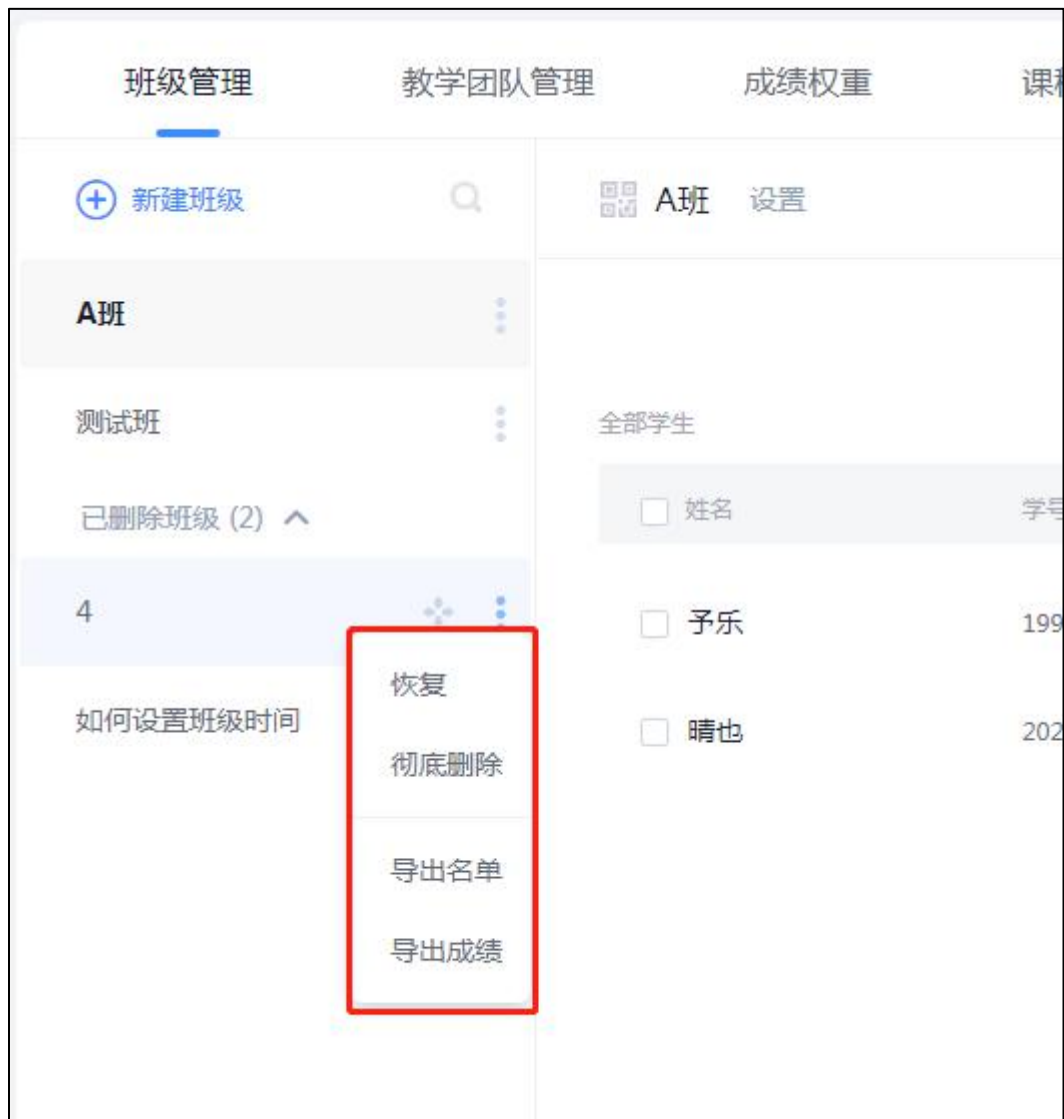 班级管理 教学团队管理 成绩权重
新建班级
A班 设置
A班
测试班
全部学生
已删除班级 (2)
姓名 学号
4
予乐 199
恢复
如何设置班级时间
晴也 202
彻底删除
导出名单
导出成绩